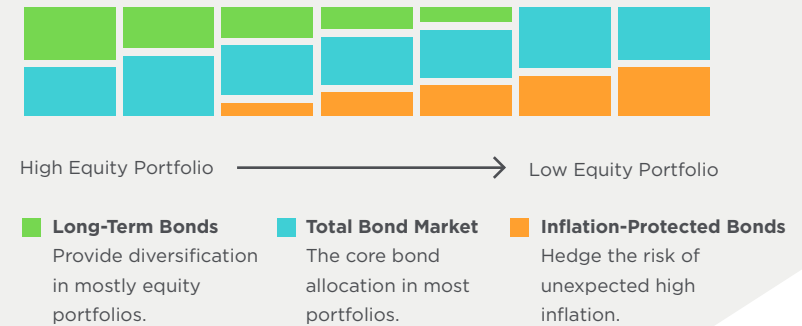 High Equity Portfolio
Low Equity Portfolio
Long-Term Bonds
Provide diversification
in mostly equity
portfolios.
Total Bond Market
The core bond
allocation in most
portfolios.
Inflation-Protected Bonds
Hedge the risk of
unexpected high
inflation.